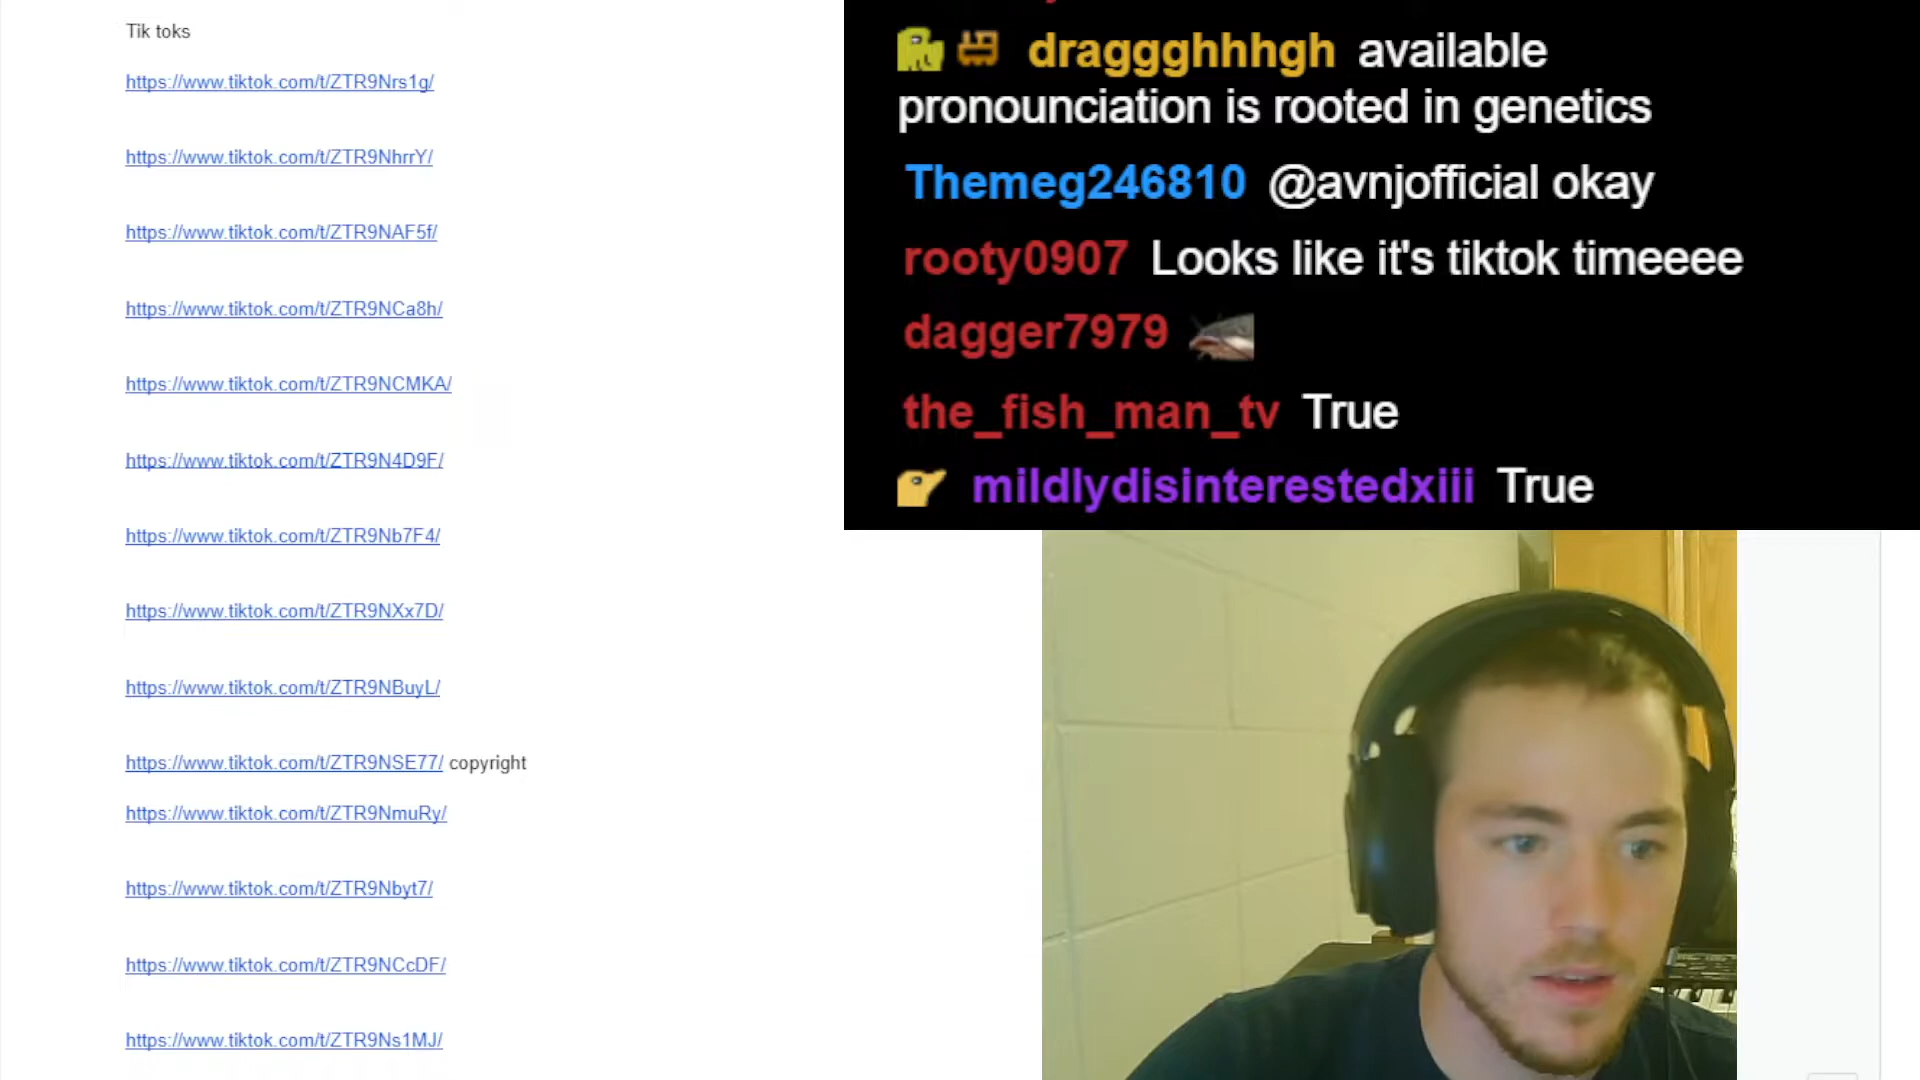 Tik toks
https://www.tiktok.com/t/ZTR9Nrs1g/
https://www.tiktok.com/t/ZTR9NhrrY/
https://www.tiktok.com/t/ZTR9NAF5f/
https://www.tiktok.com/t/ZTR9NCa8h/
https://www.tiktok.com/t/ZTR9NCMKA/
https://www.tiktok.com/t/ZTR9N4D9F/
https://www.tiktok.com/t/ZTR9Nb7F4/
https://www.tiktok.com/t/ZTR9NXx7D/
https://www.tiktok.com/t/ZTR9NBuyL/
https://www.tiktok.com/t/ZTR9NSE77/ copyright
https://www.tiktok.com/t/ZTR9NmuRy/
https://www.tiktok.com/t/ZTR9Nbyt7/
https://www.tiktok.com/t/ZTR9NCcDF/
https://www.tiktok.com/t/ZTR9Ns1MJ/
draggghhhgh available
pronounciation is rooted in genetics
Themeg246810 @avnjofficial okay
rooty0907 Looks like it's tiktok timeeee
dagger7979
the_fish_man_tv True
mildlydisinterestedxiii True